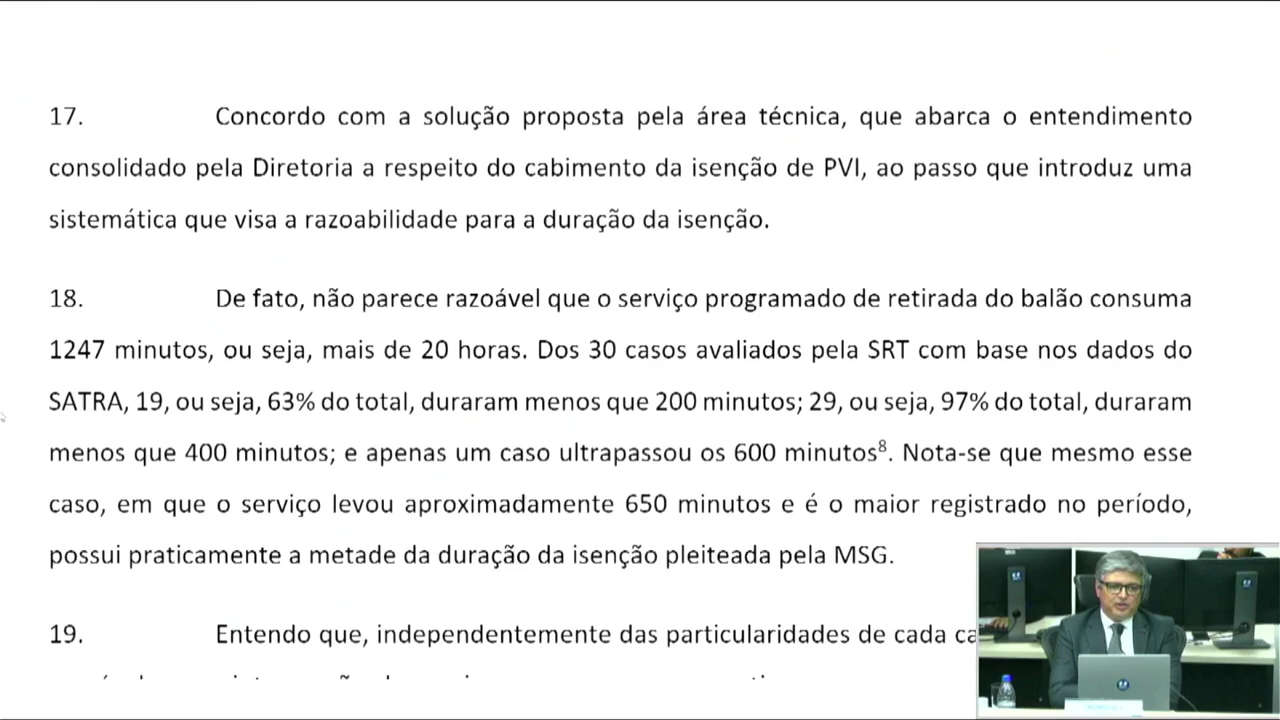 17. Concordo com a solução proposta pela área técnica, que abarca o entendimento
consolidado pela Diretoria a respeito do cabimento da isenção de PVI, ao passo que introduz uma
sistemática que visa a razoabilidade para a duração da isenção.
18. De fato, não parece razoável que o serviço programado de retirada do balão consuma
1247 minutos, ou seja, mais de 20 horas. Dos 30 casos avaliados pela SRT com base nos dados do
SATRA, 19, ou seja, 63% do total, duraram menos que 200 minutos; 29, ou seja, 97% do total, duraram
menos que 400 minutos; e apenas um caso ultrapassou os 600 minutos⁸. Nota-se que mesmo esse
caso, em que o serviço levou aproximadamente 650 minutos e é o maior registrado no período,
possui praticamente a metade da duração da isenção pleiteada pela MSG.
19. Entendo que, independentemente das particularidades de cada ca